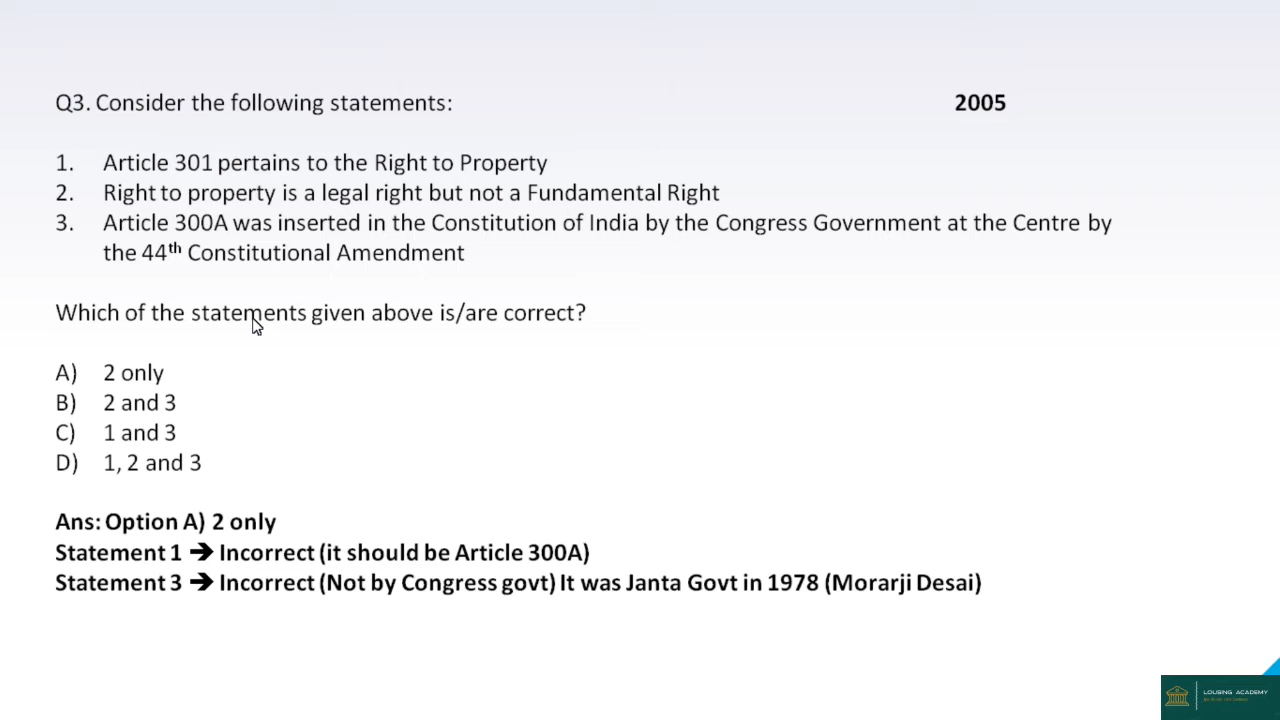 Q3. Consider the following statements: 2005
1. Article 301 pertains to the Right to Property
2. Right to property is a legal right but not a Fundamental Right
3. Article 300A was inserted in the Constitution of India by the Congress Government at the Centre by
the 44th Constitutional Amendment
Which of the statements given above is/are correct?
A) 2 only
B) 2 and 3
C) 1 and 3
D) 1, 2 and 3
Ans: Option A) 2 only
Statement 1 ➔ Incorrect (it should be Article 300A)
Statement 3 ➔ Incorrect (Not by Congress govt) It was Janta Govt in 1978 (Morarji Desai)
LOUSING ACADEMY